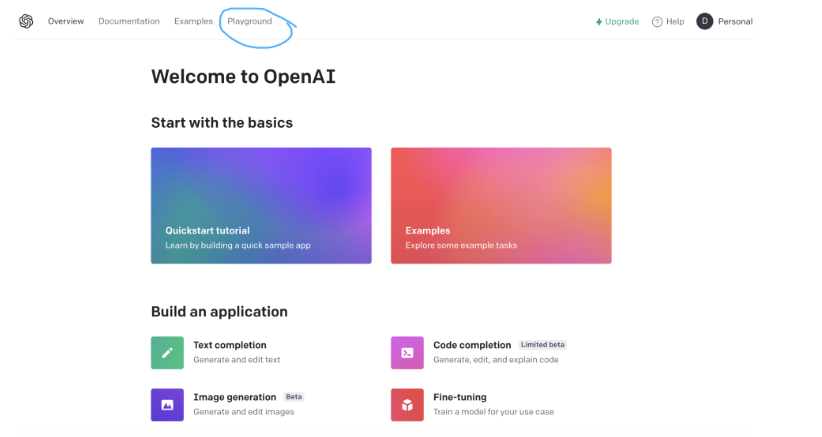 Overview Documentation Examples Playground Upgrade Help D Personal
Welcome to OpenAI
Start with the basics
Quickstart tutorial
Learn by building a quick sample app
Examples
Explore some example tasks
Build an application
Text completion
Generate and edit text
Code completion Limited beta
Generate, edit, and explain code
Image generation Beta
Generate and edit images
Fine-tuning
Train a model for your use case